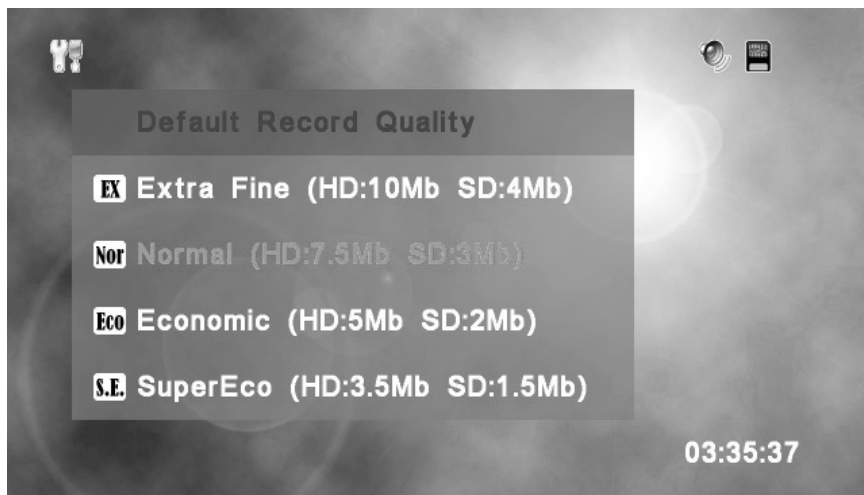 Default Record Quality
EX Extra Fine (HD:10Mb SD:4Mb)
Nor Normal (HD:7.5Mb SD:3Mb)
Eco Economic (HD:5Mb SD:2Mb)
S.E. SuperEco (HD:3.5Mb SD:1.5Mb)
03:35:37